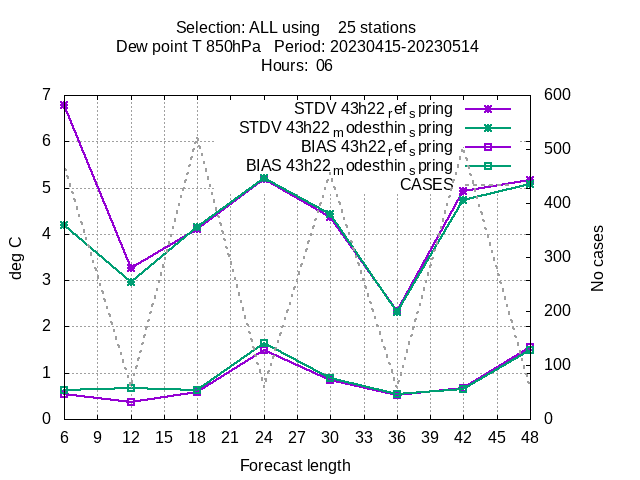 Selection: ALL using    25 stations
Dew point T 850hPa   Period: 20230415-20230514
Hours:  06
STDV 43h22_ref_spring
STDV 43h22_modesthin_spring
BIAS 43h22_ref_spring
BIAS 43h22_modesthin_spring
CASES
deg C
7
6
5
4
3
2
1
0
No cases
600
500
400
300
200
100
0
6 9 12 15 18 21 24 27 30 33 36 39 42 45 48
Forecast length